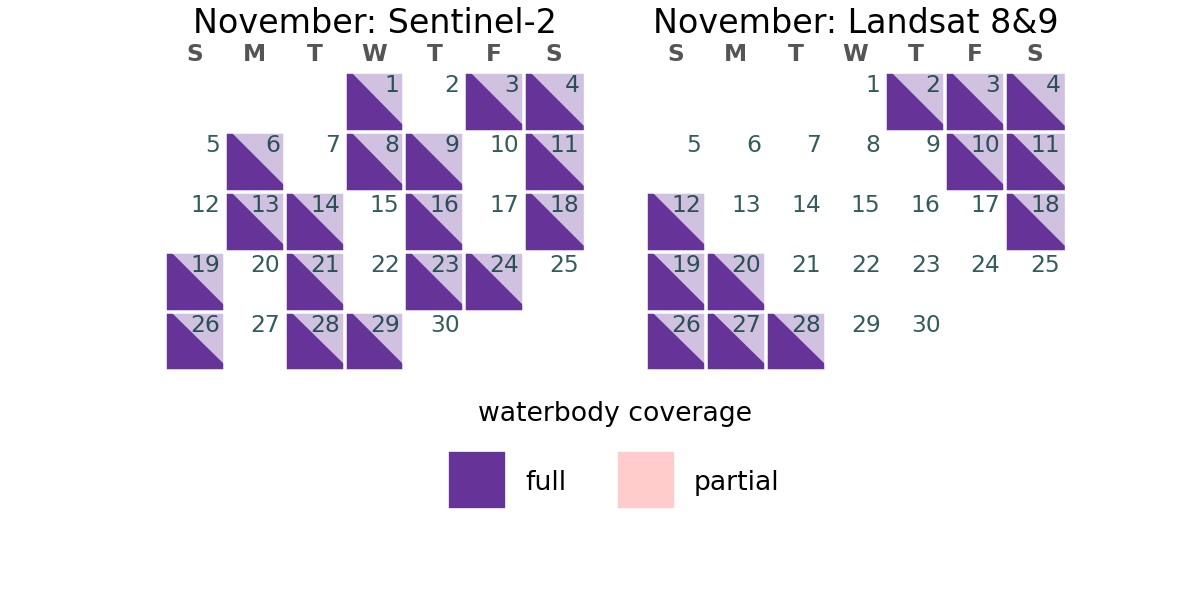 November: Sentinel-2
S M T W T F S
1 2 3 4
5 6 7 8 9 10 11
12 13 14 15 16 17 18
19 20 21 22 23 24 25
26 27 28 29 30
November: Landsat 8&9
S M T W T F S
1 2 3 4
5 6 7 8 9 10 11
12 13 14 15 16 17 18
19 20 21 22 23 24 25
26 27 28 29 30
waterbody coverage
full partial